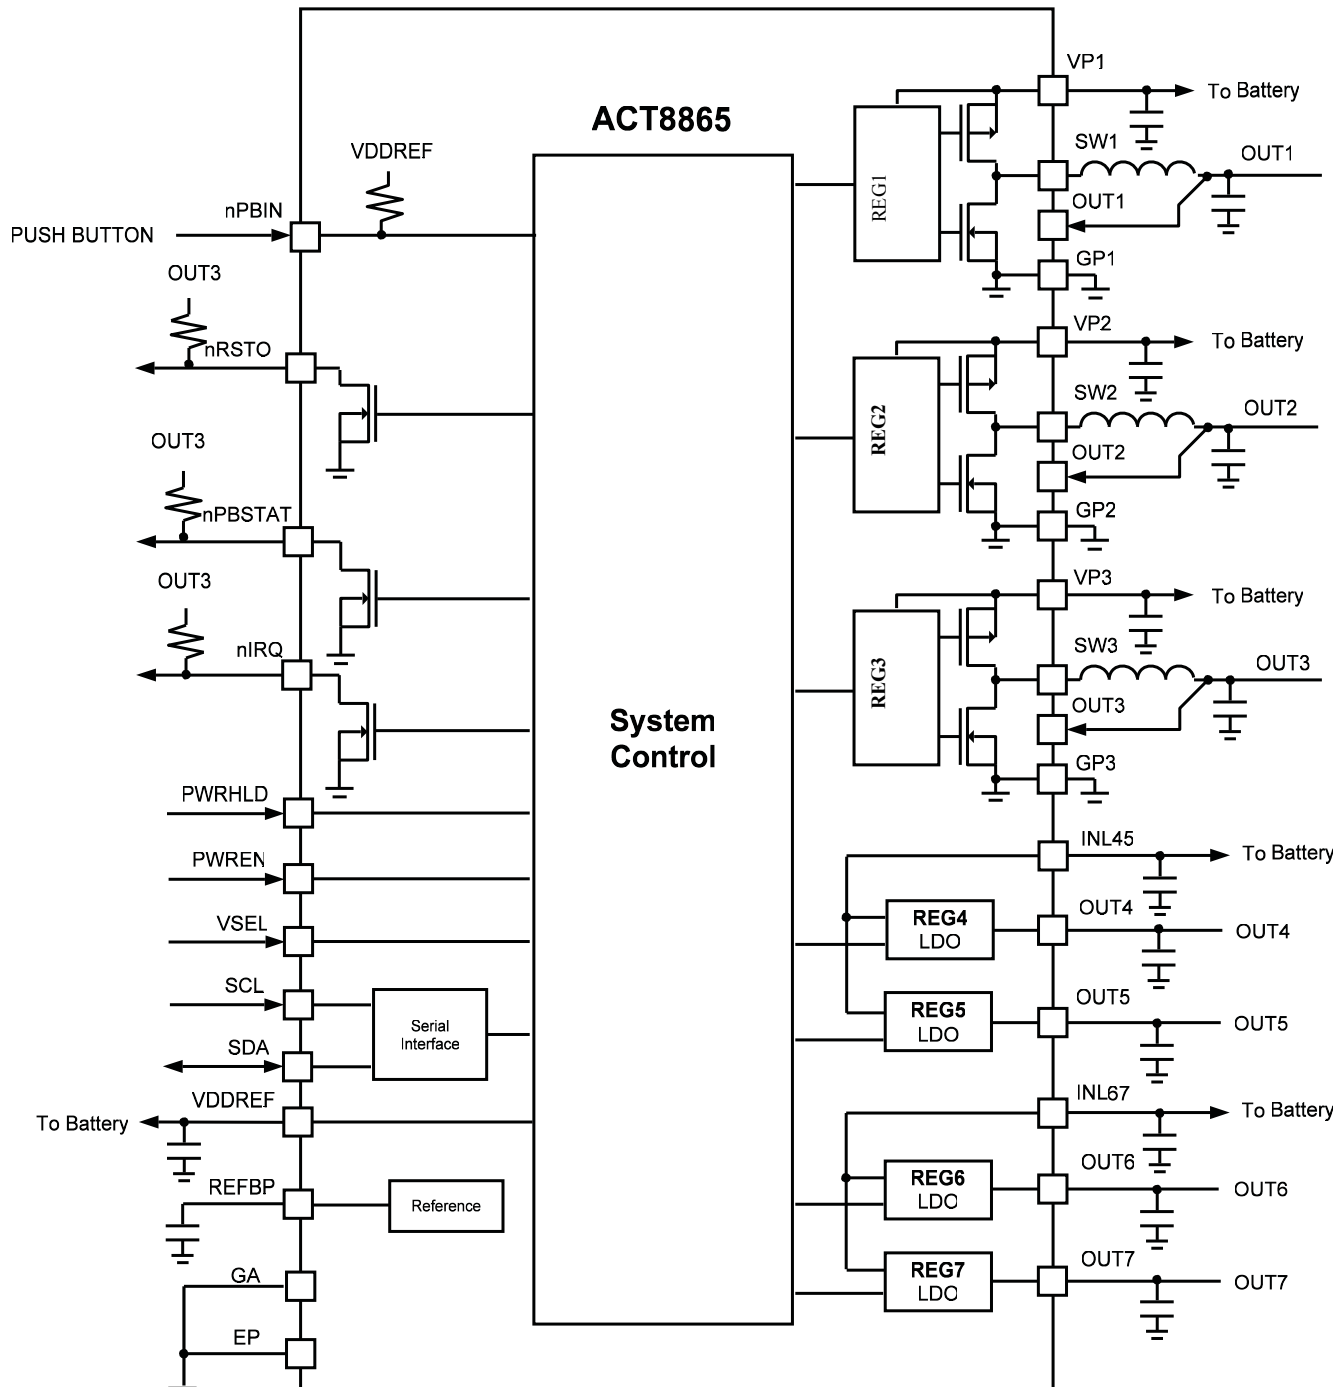 ACT8865
VDDREF
nPBIN
PUSH BUTTON
OUT3
nRSTO
OUT3
nPBSTAT
OUT3
nIRQ
PWRHLD
PWREN
VSEL
SCL
SDA
Serial
Interface
VDDREF
To Battery
REFBP
Reference
GA
EP
System
Control
VP1
To Battery
REG1
SW1
OUT1
OUT1
GP1
VP2
To Battery
REG2
SW2
OUT2
OUT2
GP2
VP3
To Battery
REG3
SW3
OUT3
OUT3
GP3
INL45
To Battery
REG4
LDO
OUT4
OUT4
REG5
LDO
OUT5
OUT5
INL67
To Battery
REG6
LDO
OUT6
OUT6
REG7
LDO
OUT7
OUT7